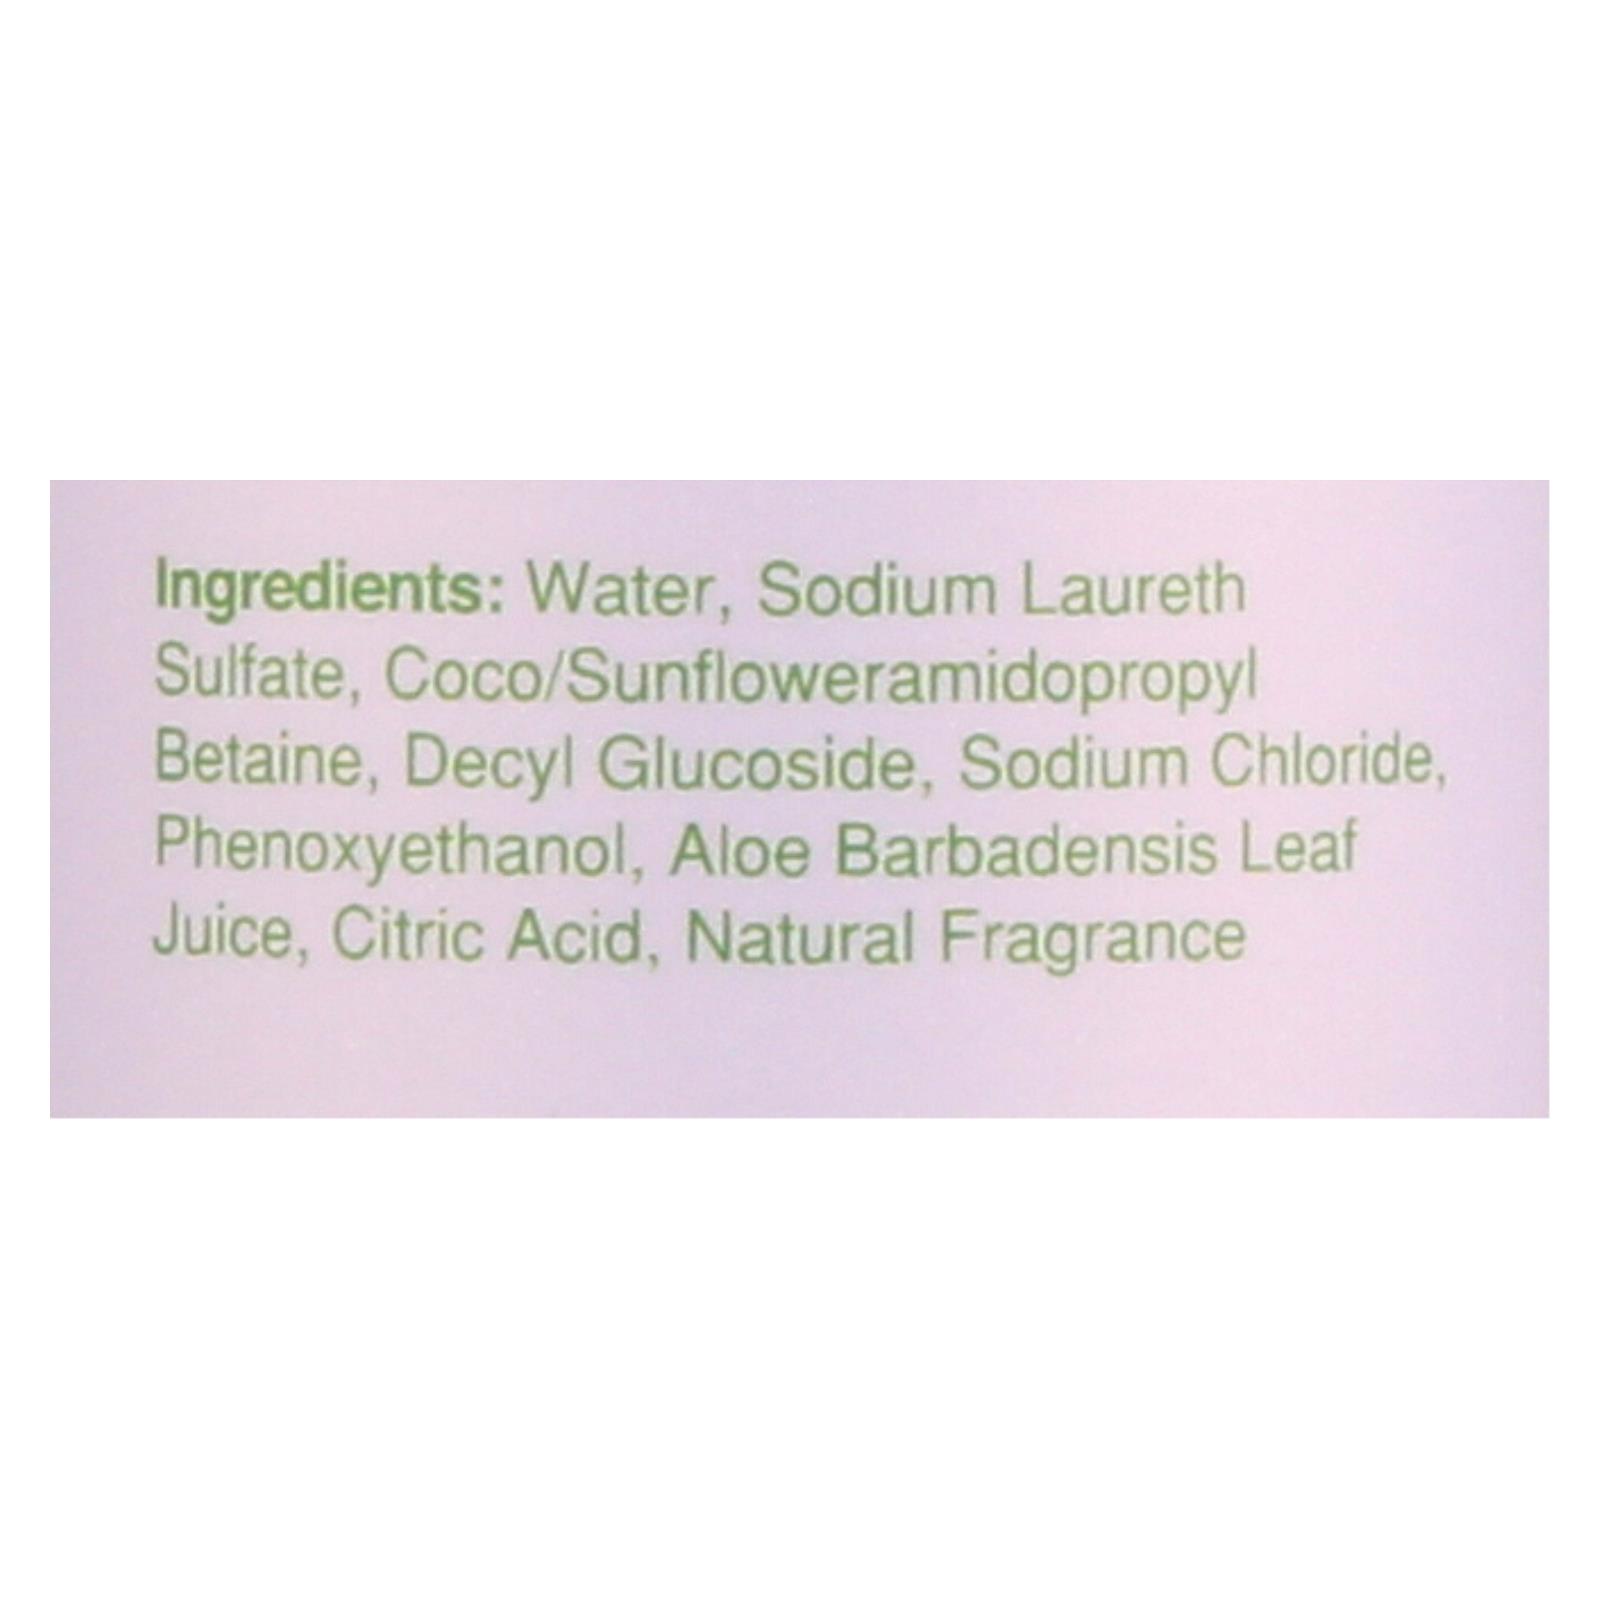 Ingredients: Water, Sodium Laureth
Sulfate, Coco/Sunfloweramidopropyl
Betaine, Decyl Glucoside, Sodium Chloride,
Phenoxyethanol, Aloe Barbadensis Leaf
Juice, Citric Acid, Natural Fragrance